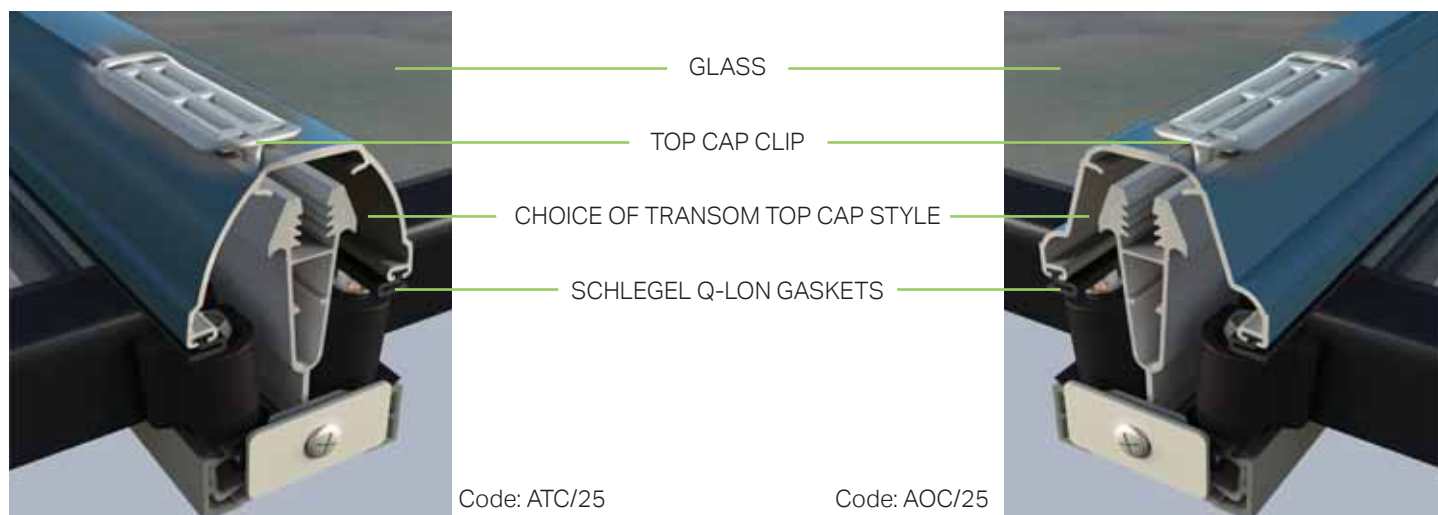 GLASS
TOP CAP CLIP
CHOICE OF TRANSOM TOP CAP STYLE
SCHLEGEL Q-LON GASKETS
Code: ATC/25
Code: AOC/25